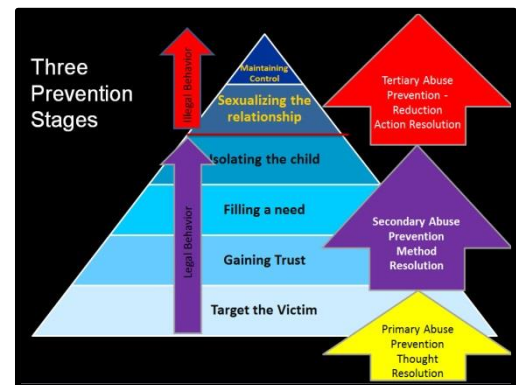 Three
Prevention
Stages
Illegal Behavior
Legal Behavior
Maintaining
Control
Sexualizing the
relationship
Isolating the child
Filling a need
Gaining Trust
Target the Victim
Tertiary Abuse
Prevention -
Reduction
Action Resolution
Secondary Abuse
Prevention
Method
Resolution
Primary Abuse
Prevention
Thought
Resolution